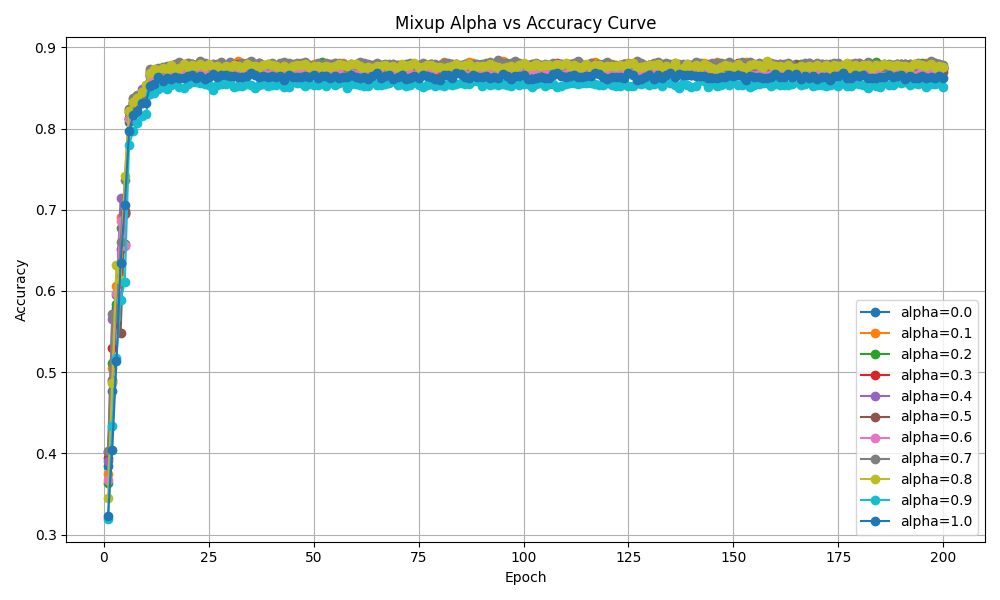 Mixup Alpha vs Accuracy Curve
0.9
0.8
0.7
0.6
0.5
0.4
0.3
Accuracy
0 25 50 75 100 125 150 175 200
Epoch
alpha=0.0
alpha=0.1
alpha=0.2
alpha=0.3
alpha=0.4
alpha=0.5
alpha=0.6
alpha=0.7
alpha=0.8
alpha=0.9
alpha=1.0